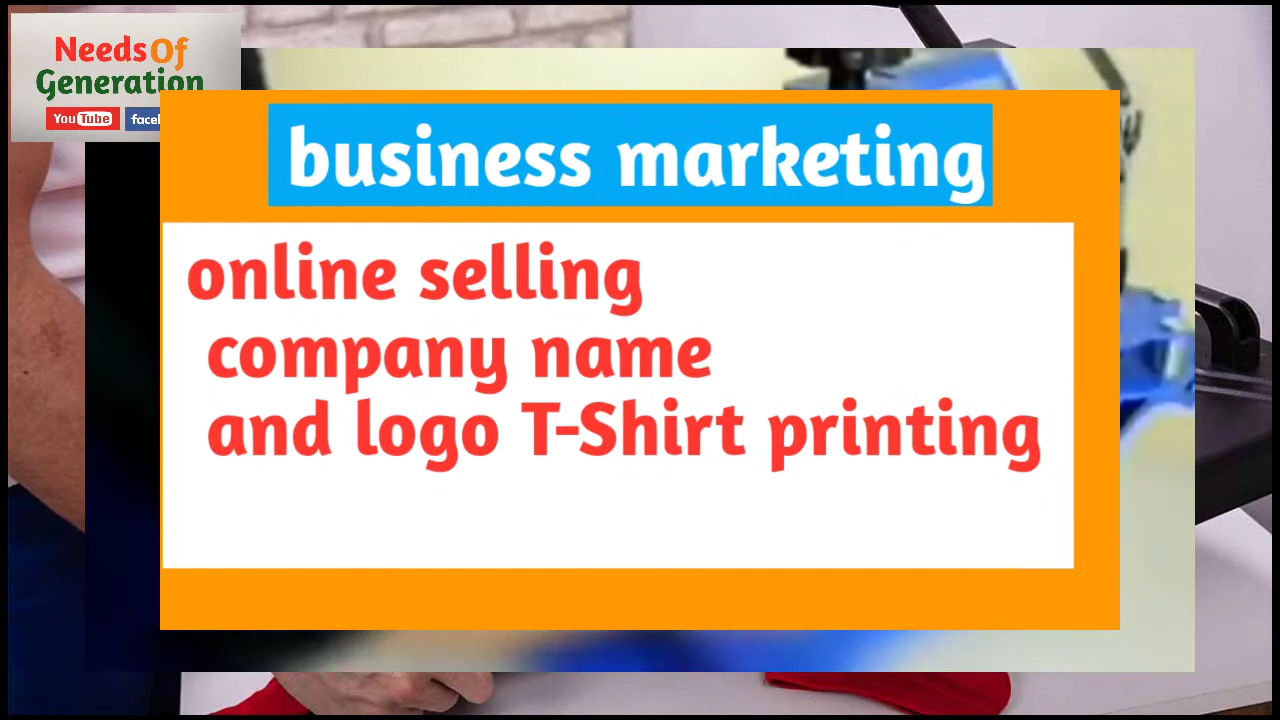 Needs Of
Generation
YouTube
business marketing
online selling
company name
and logo T-Shirt printing